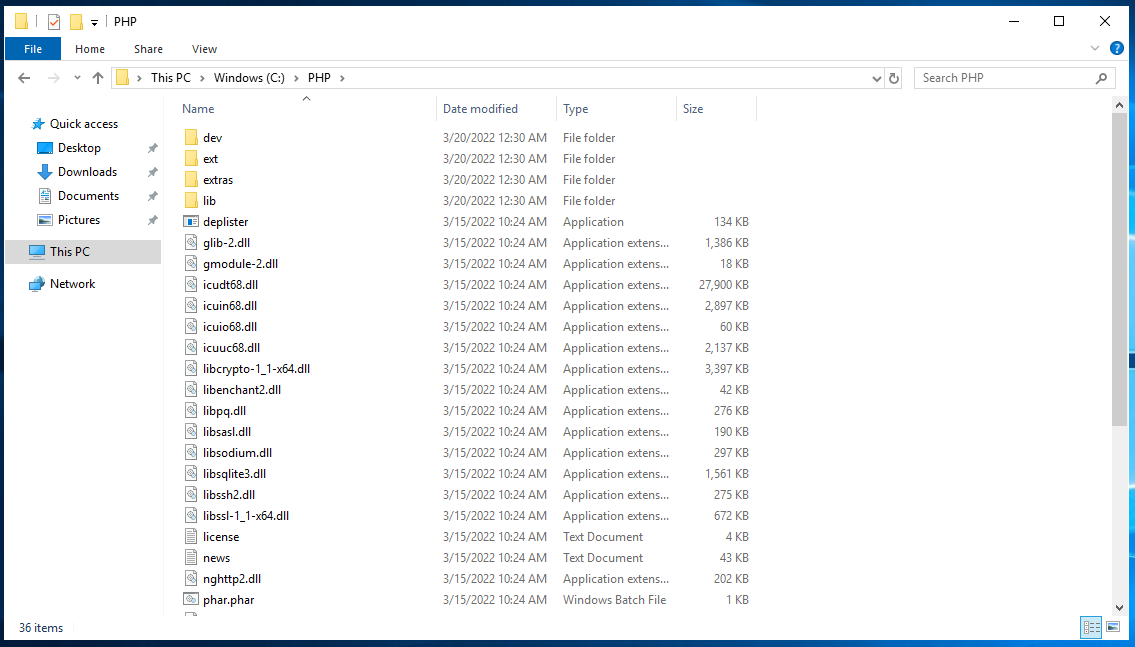 PHP
File Home Share View
This PC Windows (C:) PHP Search PHP
Name Date modified Type Size
Quick access
Desktop
Downloads
Documents
Pictures
This PC
Network
dev 3/20/2022 12:30 AM File folder
ext 3/20/2022 12:30 AM File folder
extras 3/20/2022 12:30 AM File folder
lib 3/20/2022 12:30 AM File folder
deplister 3/15/2022 10:24 AM Application 134 KB
glib-2.dll 3/15/2022 10:24 AM Application extens... 1,386 KB
gmodule-2.dll 3/15/2022 10:24 AM Application extens... 18 KB
icudt68.dll 3/15/2022 10:24 AM Application extens... 27,900 KB
icuin68.dll 3/15/2022 10:24 AM Application extens... 2,897 KB
icuio68.dll 3/15/2022 10:24 AM Application extens... 60 KB
icuuc68.dll 3/15/2022 10:24 AM Application extens... 2,137 KB
libcrypto-1_1-x64.dll 3/15/2022 10:24 AM Application extens... 3,397 KB
libenchant2.dll 3/15/2022 10:24 AM Application extens... 42 KB
libpq.dll 3/15/2022 10:24 AM Application extens... 276 KB
libsasl.dll 3/15/2022 10:24 AM Application extens... 190 KB
libsodium.dll 3/15/2022 10:24 AM Application extens... 297 KB
libsqlite3.dll 3/15/2022 10:24 AM Application extens... 1,561 KB
libssh2.dll 3/15/2022 10:24 AM Application extens... 275 KB
libssl-1_1-x64.dll 3/15/2022 10:24 AM Application extens... 672 KB
license 3/15/2022 10:24 AM Text Document 4 KB
news 3/15/2022 10:24 AM Text Document 43 KB
nghttp2.dll 3/15/2022 10:24 AM Application extens... 202 KB
phar.phar 3/15/2022 10:24 AM Windows Batch File 1 KB
36 items